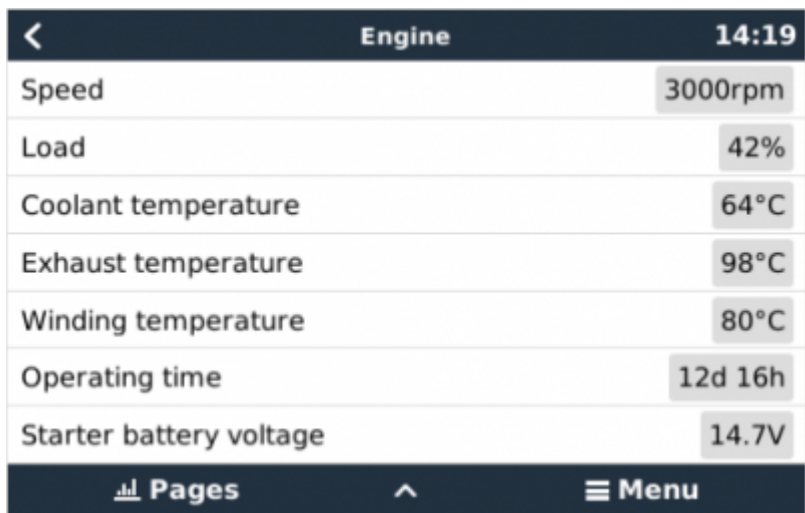 Engine 14:19
Speed 3000rpm
Load 42%
Coolant temperature 64°C
Exhaust temperature 98°C
Winding temperature 80°C
Operating time 12d 16h
Starter battery voltage 14.7V
Pages Menu